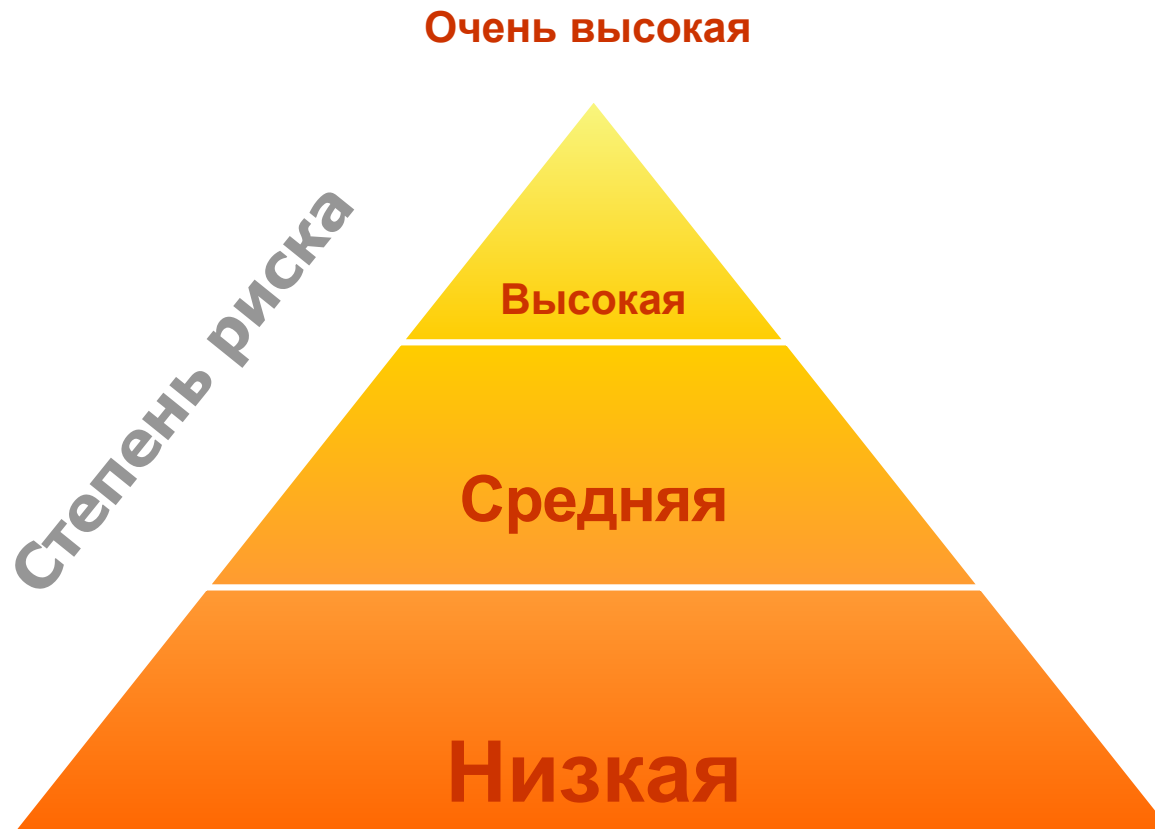 Очень высокая
Степень риска
Высокая
Средняя
Низкая